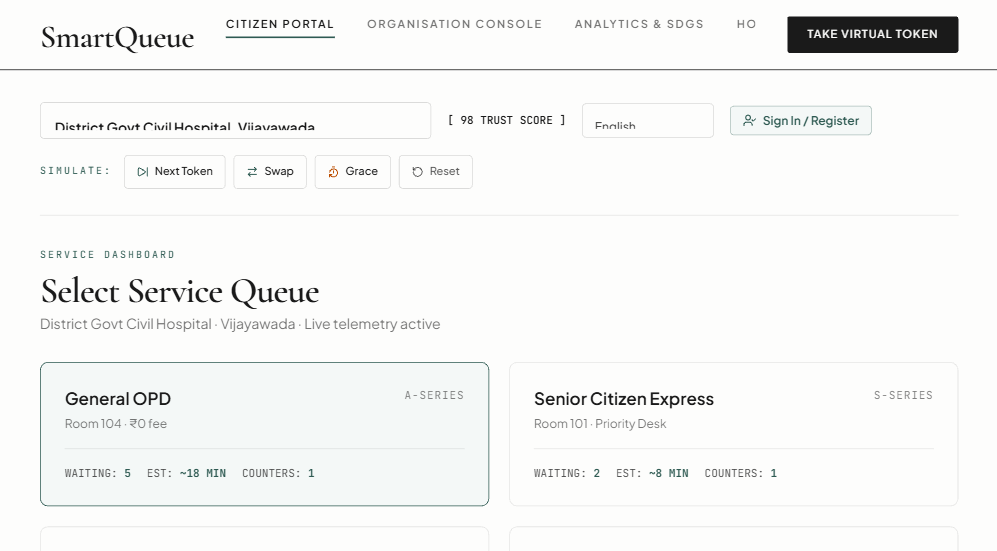 SmartQueue
CITIZEN PORTAL
ORGANISATION CONSOLE
ANALYTICS & SDGS
HO
TAKE VIRTUAL TOKEN
District Govt Civil Hospital, Vijayawada
[ 98 TRUST SCORE ]
English
Sign In / Register
SIMULATE:
Next Token
Swap
Grace
Reset
SERVICE DASHBOARD
Select Service Queue
District Govt Civil Hospital · Vijayawada · Live telemetry active
General OPD
A-SERIES
Room 104 · ₹0 fee
WAITING: 5 EST: ~18 MIN COUNTERS: 1
Senior Citizen Express
S-SERIES
Room 101 · Priority Desk
WAITING: 2 EST: ~8 MIN COUNTERS: 1